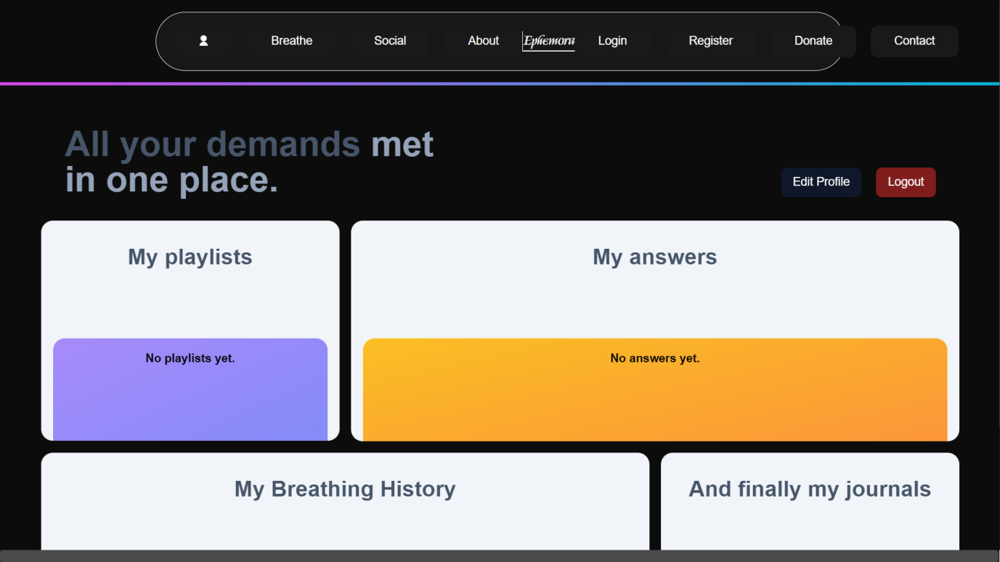 Breathe Social About Ephemora Login Register Donate Contact
All your demands met
in one place.
Edit Profile Logout
My playlists
My answers
No playlists yet.
No answers yet.
My Breathing History
And finally my journals